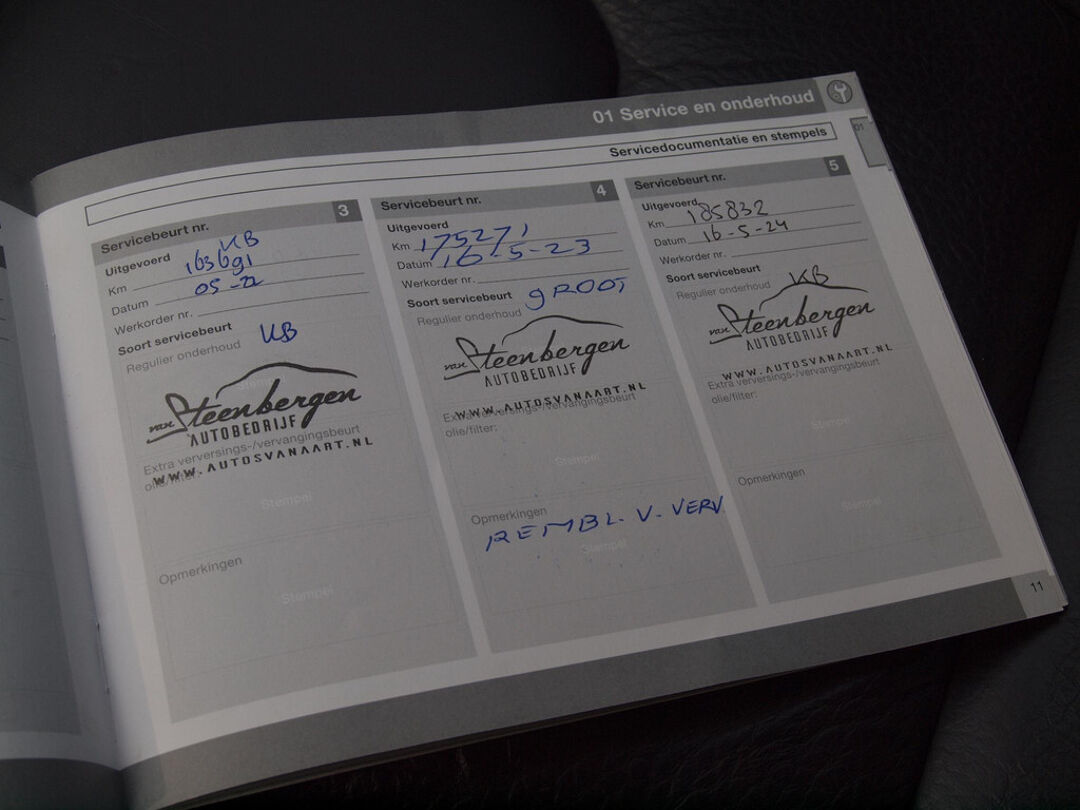 01 Service en onderhoud
01
Servicedocumentatie en stempels
Servicebeurt nr. 3
Uitgevoerd KB
Km 163691
Datum 05-22
Werkorder nr.
Soort servicebeurt
Regulier onderhoud KB
van Steenbergen
AUTOBEDRIJF
Extra verversings-/vervangingsbeurt
WWW.AUTOSVANAART.NL
olie/filter:
Stempel
Opmerkingen
Stempel
Servicebeurt nr. 4
Uitgevoerd
Km 175271
Datum 16-5-23
Werkorder nr.
Soort servicebeurt GROOT
Regulier onderhoud
van Steenbergen
AUTOBEDRIJF
WWW.AUTOSVANAART.NL
Extra verversings-/vervangingsbeurt
olie/filter:
Stempel
Opmerkingen
REMBL. V. VERV
Stempel
Servicebeurt nr. 5
Uitgevoerd
Km 185832
Datum 16-5-24
Werkorder nr.
Soort servicebeurt
Regulier onderhoud KB
van Steenbergen
AUTOBEDRIJF
WWW.AUTOSVANAART.NL
Extra verversings-/vervangingsbeurt
olie/filter:
Stempel
Opmerkingen
Stempel
11